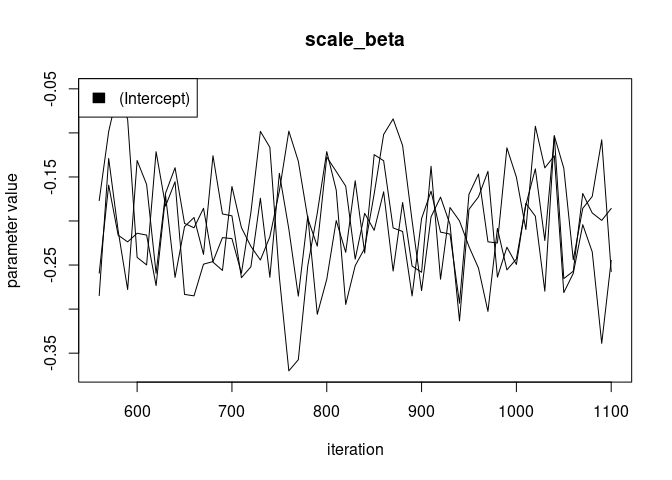 scale_beta
(Intercept)
-0.05
-0.15
-0.25
-0.35
parameter value
600 700 800 900 1000 1100
iteration